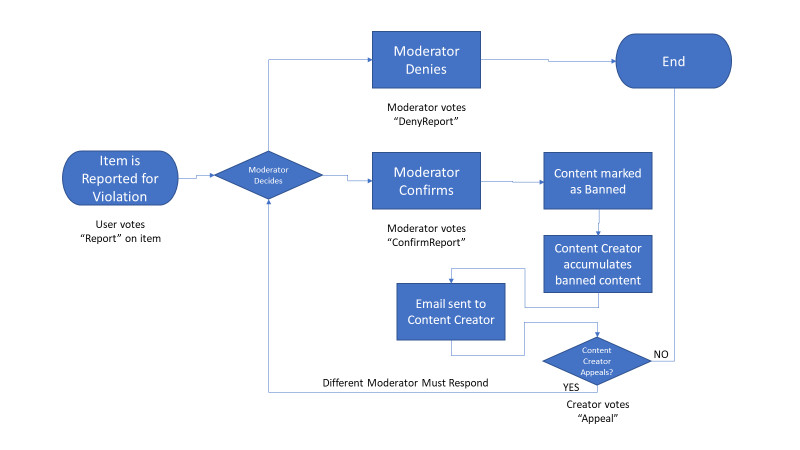 Moderator
Denies
End
Moderator votes
“DenyReport”
Item is
Reported for
Violation
Moderator
Decides
Moderator
Confirms
Content marked
as Banned
User votes
“Report” on item
Moderator votes
“ConfirmReport”
Content Creator
accumulates
banned content
Email sent to
Content Creator
Content
Creator
Appeals?
NO
Different Moderator Must Respond
YES
Creator votes
“Appeal”